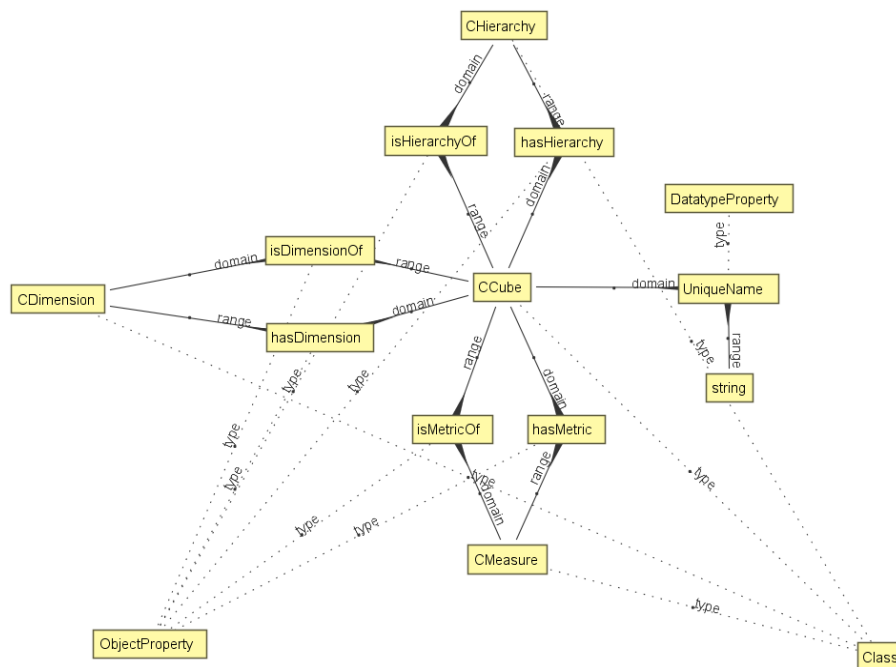 CHierarchy
domain
range
isHierarchyOf
hasHierarchy
range
domain
DatatypeProperty
type
isDimensionOf
domain
range
CDimension
CCube
domain
UniqueName
range
domain
hasDimension
range
type
type
type
range
string
type
range
domain
isMetricOf
hasMetric
type
type
type
domain
range
type
type
type
CMeasure
type
ObjectProperty
Class